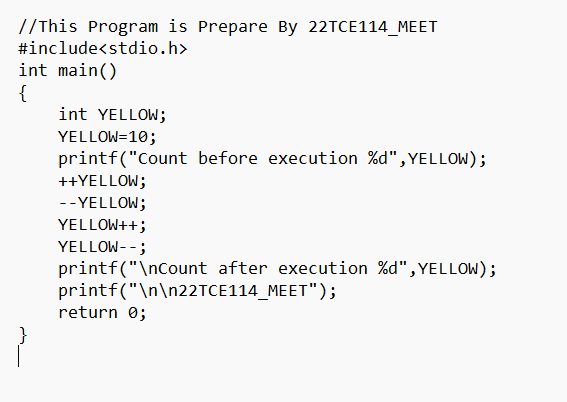 //This Program is Prepare By 22TCE114_MEET
#include<stdio.h>
int main()
{
    int YELLOW;
    YELLOW=10;
    printf("Count before execution %d",YELLOW);
    ++YELLOW;
    --YELLOW;
    YELLOW++;
    YELLOW--;
    printf("\nCount after execution %d",YELLOW);
    printf("\n\n22TCE114_MEET");
    return 0;
}